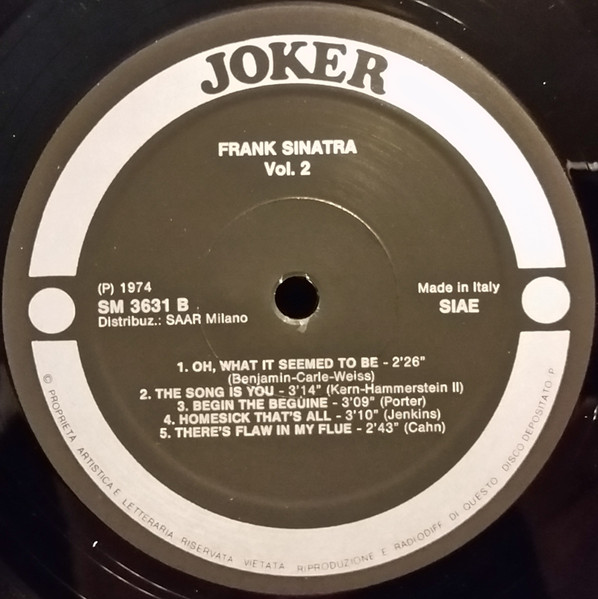 JOKER
FRANK SINATRA
Vol. 2
(P) 1974
SM 3631 B
Distribuz.: SAAR Milano
Made in Italy
SIAE
1. OH, WHAT IT SEEMED TO BE - 2'26"
(Benjamin-Carle-Weiss)
2. THE SONG IS YOU - 3'14" (Kern-Hammerstein II)
3. BEGIN THE BEGUINE - 3'09" (Porter)
4. HOMESICK THAT'S ALL - 3'10" (Jenkins)
5. THERE'S FLAW IN MY FLUE - 2'43" (Cahn)
© PROPRIETA ARTISTICA E LETTERARIA RISERVATA VIETATA RIPRODUZIONE E RADIODIFF DI QUESTO DISCO DEPOSITATO P